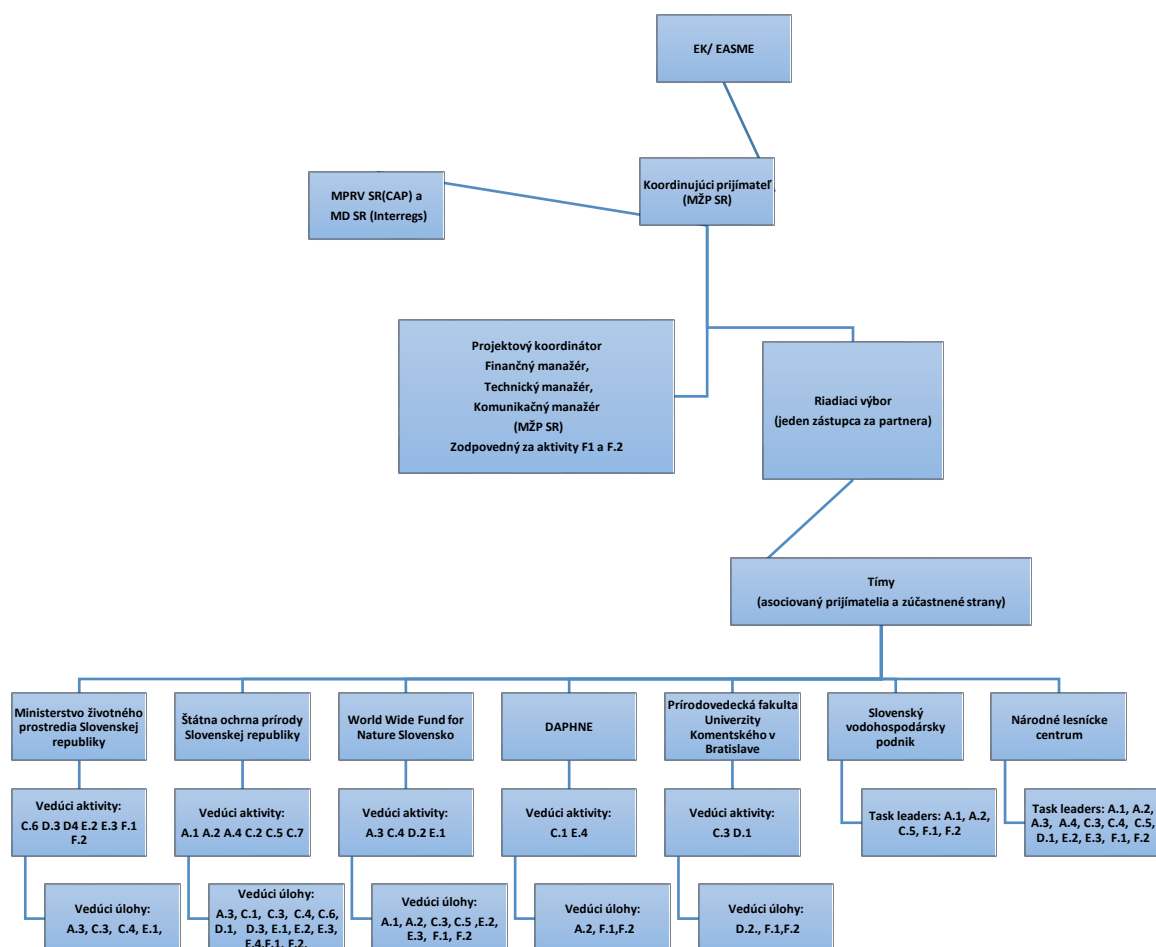 EK/ EASME
Koordinujúci prijímateľ
(MŽP SR)
MPRV SR(CAP) a
MD SR (Interregs)
Projektový koordinátor
Finančný manažér,
Technický manažér,
Komunikačný manažér
(MŽP SR)
Zodpovedný za aktivity F1 a F.2
Riadiaci výbor
(jeden zástupca za partnera)
Tímy
(asociovaný prijímatelia a zúčastnené strany)
Ministerstvo životného
prostredia Slovenskej
republiky
Štátna ochrna prírody
Slovenskej republiky
World Wide Fund for
Nature Slovensko
DAPHNE
Prírodovedecká fakulta
Univerzity
Komentského v
Bratislave
Slovenský
vodohospodársky
podnik
Národné lesnícke
centrum
Vedúci aktivity:
C.6 D.3 D4 E.2 E.3 F.1
F.2
Vedúci aktivity:
A.1 A.2 A.4 C.2 C.5 C.7
Vedúci aktivity:
A.3 C.4 D.2 E.1
Vedúci aktivity:
C.1 E.4
Vedúci aktivity:
C.3 D.1
Task leaders: A.1, A.2,
C.5, F.1, F.2
Task leaders: A.1, A.2,
A.3, A.4, C.3, C.4, C.5,
D.1, E.2, E.3, F.1, F.2
Vedúci úlohy:
A.3, C.3, C.4, E.1,
Vedúci úlohy:
A.3, C.1, C.3, C.4, C.6,
D.1, D.3, E.1, E.2, E.3,
E.4,F.1, F.2,
Vedúci úlohy:
A.1, A.2, C.3, C.5 ,E.2,
E.3, F.1, F.2
Vedúci úlohy:
A.2, F.1,F.2
Vedúci úlohy:
D.2., F.1,F.2